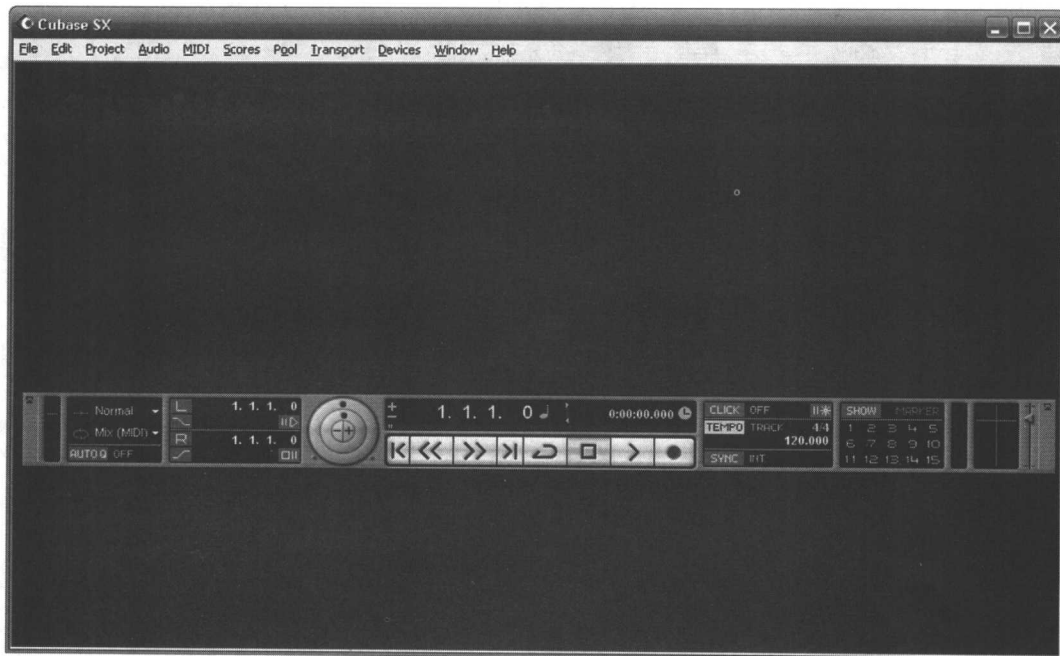 Cubase SX
File Edit Project Audio MIDI Scores Pool Transport Devices Window Help
Normal
Mix (MIDI)
AUTO Q OFF
L 1. 1. 1. 0
R 1. 1. 1. 0
1. 1. 1. 0
0:00:00.000
CLICK OFF
TEMPO TRACK 4/4
120.000
SYNC INT
SHOW MARKER
1 2 3 4 5
6 7 8 9 10
11 12 13 14 15